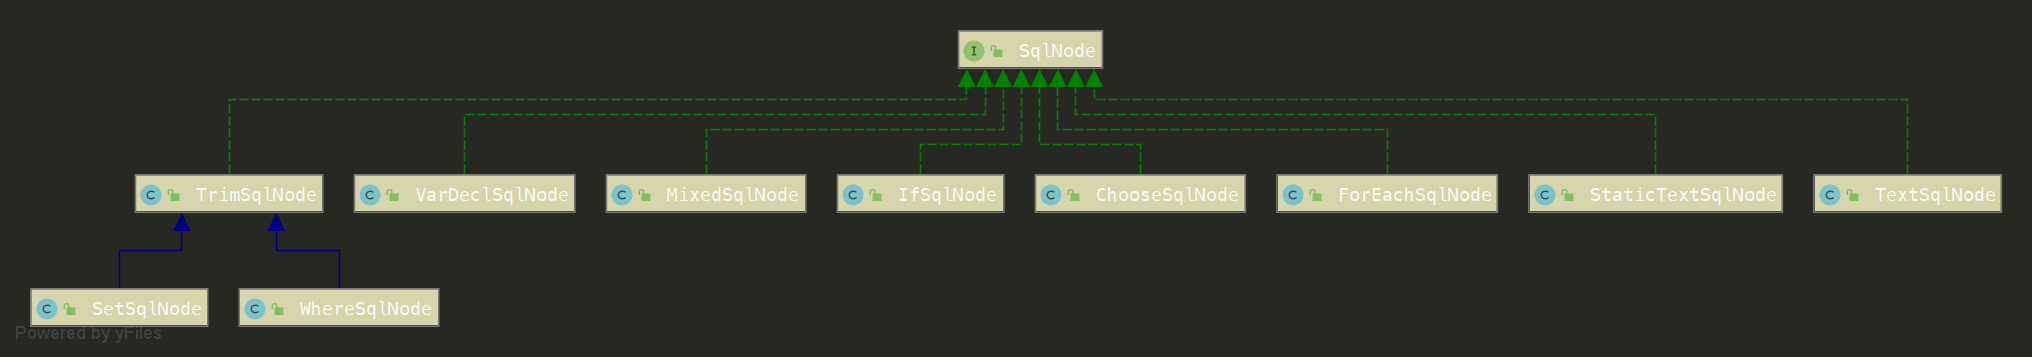 SqlNode
TrimSqlNode
VarDeclSqlNode
MixedSqlNode
IfSqlNode
ChooseSqlNode
ForEachSqlNode
StaticTextSqlNode
TextSqlNode
SetSqlNode
WhereSqlNode
Powered by yFiles